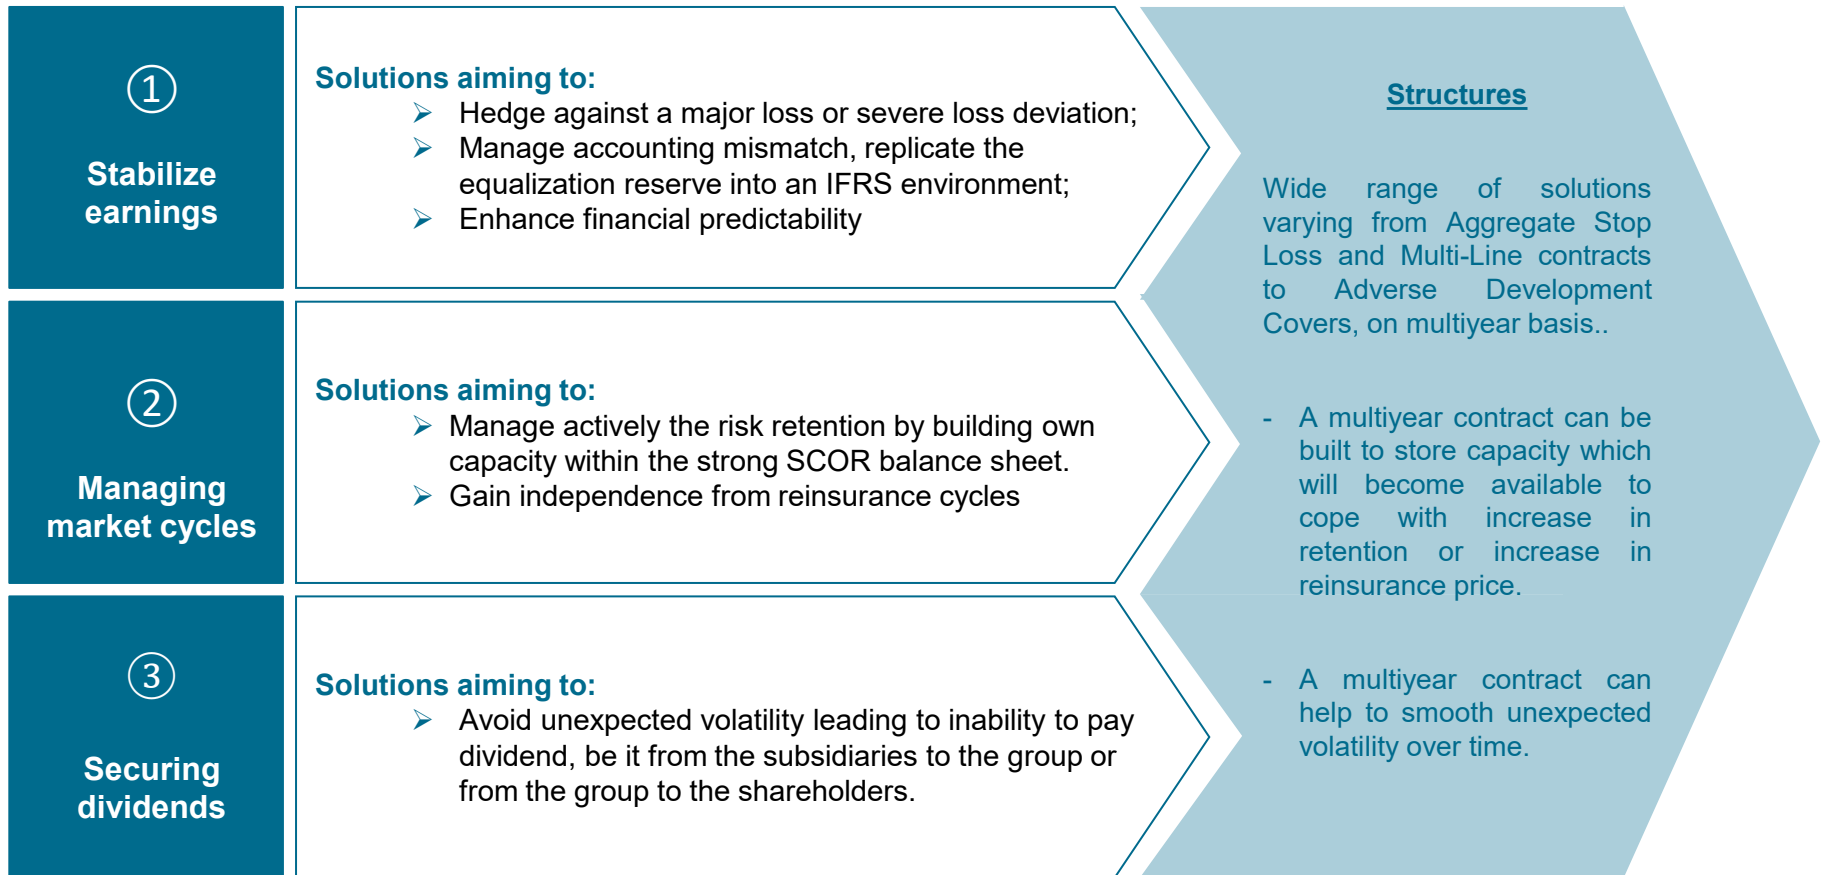 ①
Stabilize
earnings
Solutions aiming to:
➢ Hedge against a major loss or severe loss deviation;
➢ Manage accounting mismatch, replicate the
equalization reserve into an IFRS environment;
➢ Enhance financial predictability
②
Managing
market cycles
Solutions aiming to:
➢ Manage actively the risk retention by building own
capacity within the strong SCOR balance sheet.
➢ Gain independence from reinsurance cycles
③
Securing
dividends
Solutions aiming to:
➢ Avoid unexpected volatility leading to inability to pay
dividend, be it from the subsidiaries to the group or
from the group to the shareholders.
Structures
Wide range of solutions
varying from Aggregate Stop
Loss and Multi-Line contracts
to Adverse Development
Covers, on multiyear basis..
- A multiyear contract can be
built to store capacity which
will become available to
cope with increase in
retention or increase in
reinsurance price.
- A multiyear contract can
help to smooth unexpected
volatility over time.